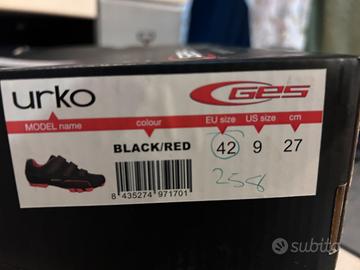 urko
GES
MODEL name
colour
EU size
US size
cm
BLACK/RED
42
9
27
258
8 435274 971701
subito